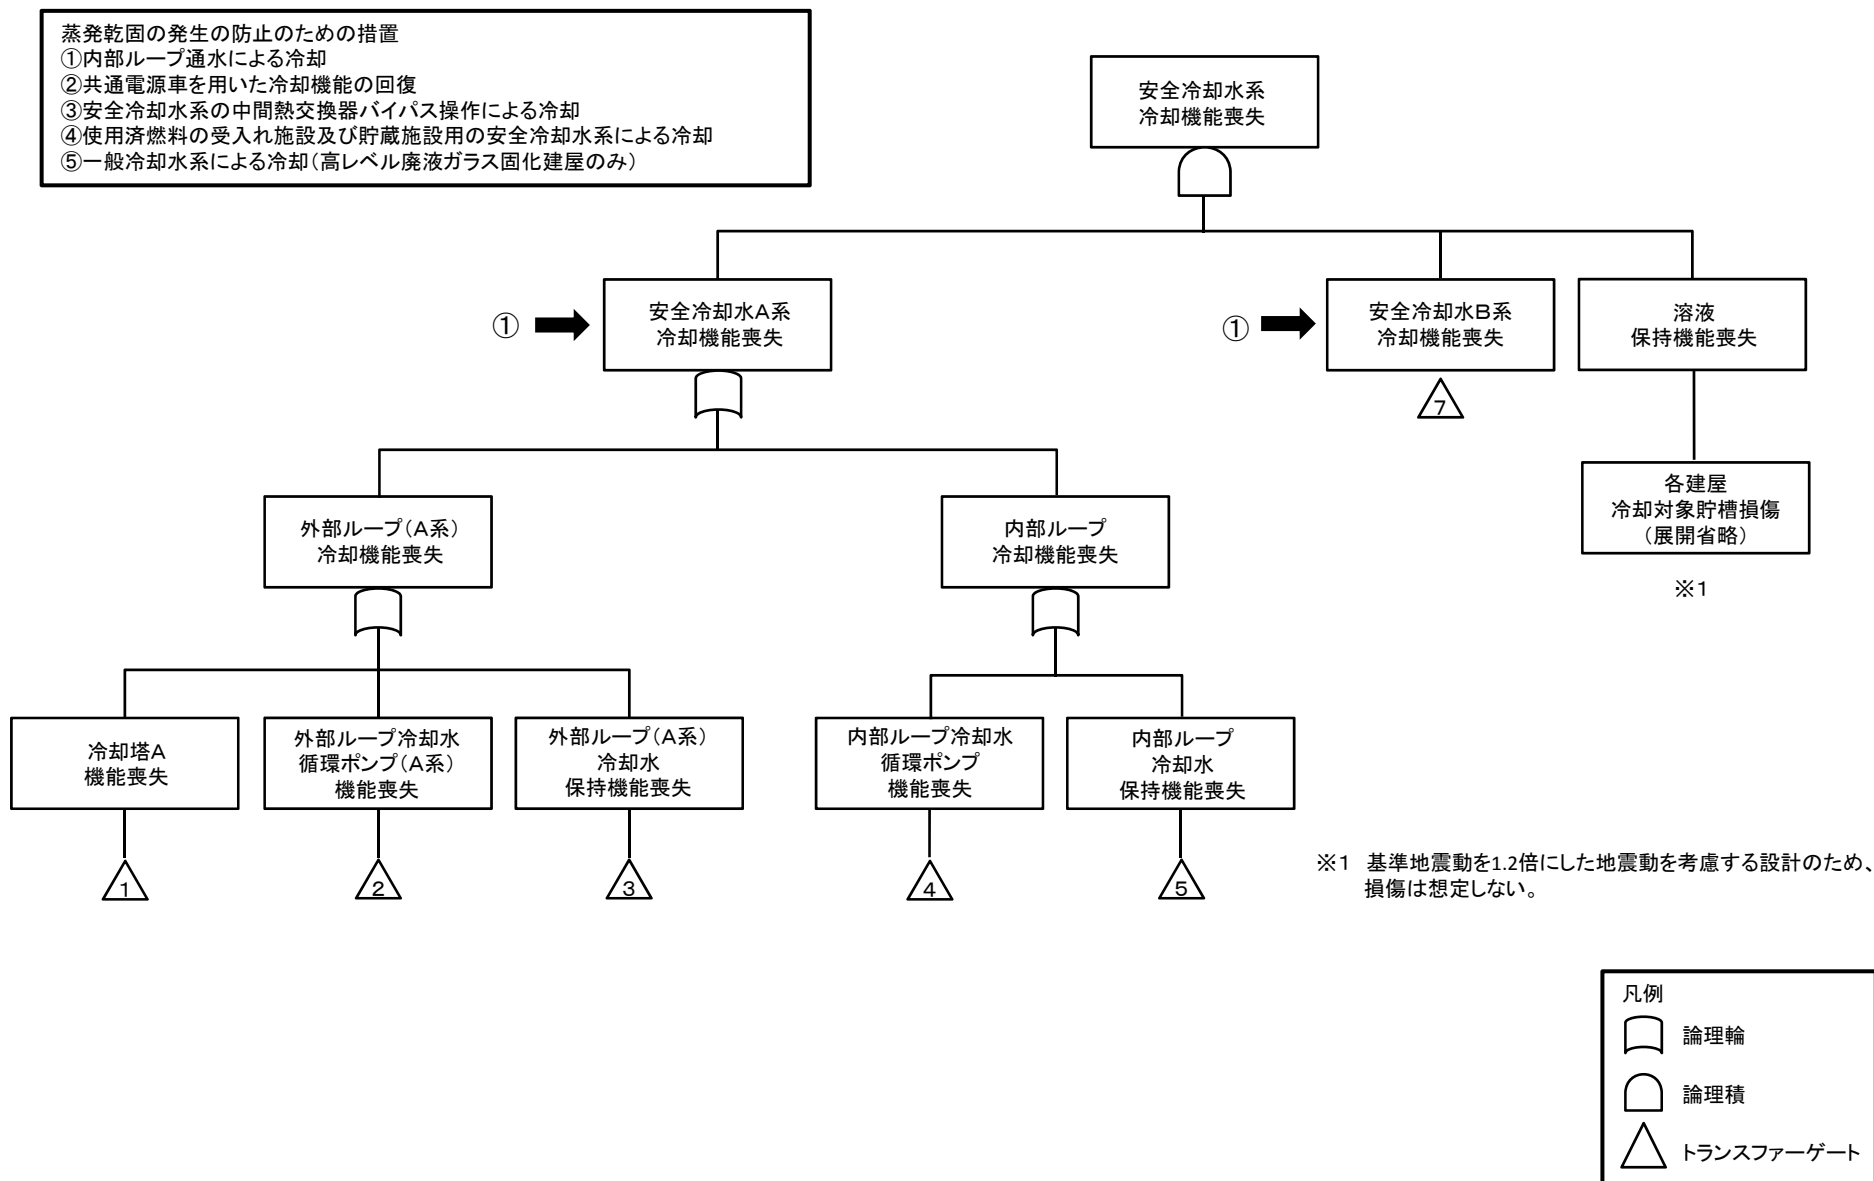 蒸発乾固の発生の防止のための措置
①内部ループ通水による冷却
②共通電源車を用いた冷却機能の回復
③安全冷却水系の中間熱交換器バイパス操作による冷却
④使用済燃料の受入れ施設及び貯蔵施設用の安全冷却水系による冷却
⑤一般冷却水系による冷却(高レベル廃液ガラス固化建屋のみ)
安全冷却水系
冷却機能喪失
①
安全冷却水A系
冷却機能喪失
①
安全冷却水B系
冷却機能喪失
7
溶液
保持機能喪失
各建屋
冷却対象貯槽損傷
(展開省略)
※1
外部ループ(A系)
冷却機能喪失
内部ループ
冷却機能喪失
冷却塔A
機能喪失
外部ループ冷却水
循環ポンプ(A系)
機能喪失
外部ループ(A系)
冷却水
保持機能喪失
内部ループ冷却水
循環ポンプ
機能喪失
内部ループ
冷却水
保持機能喪失
1
2
3
4
5
※1 基準地震動を1.2倍にした地震動を考慮する設計のため、
損傷は想定しない。
凡例
論理輪
論理積
トランスファーゲート